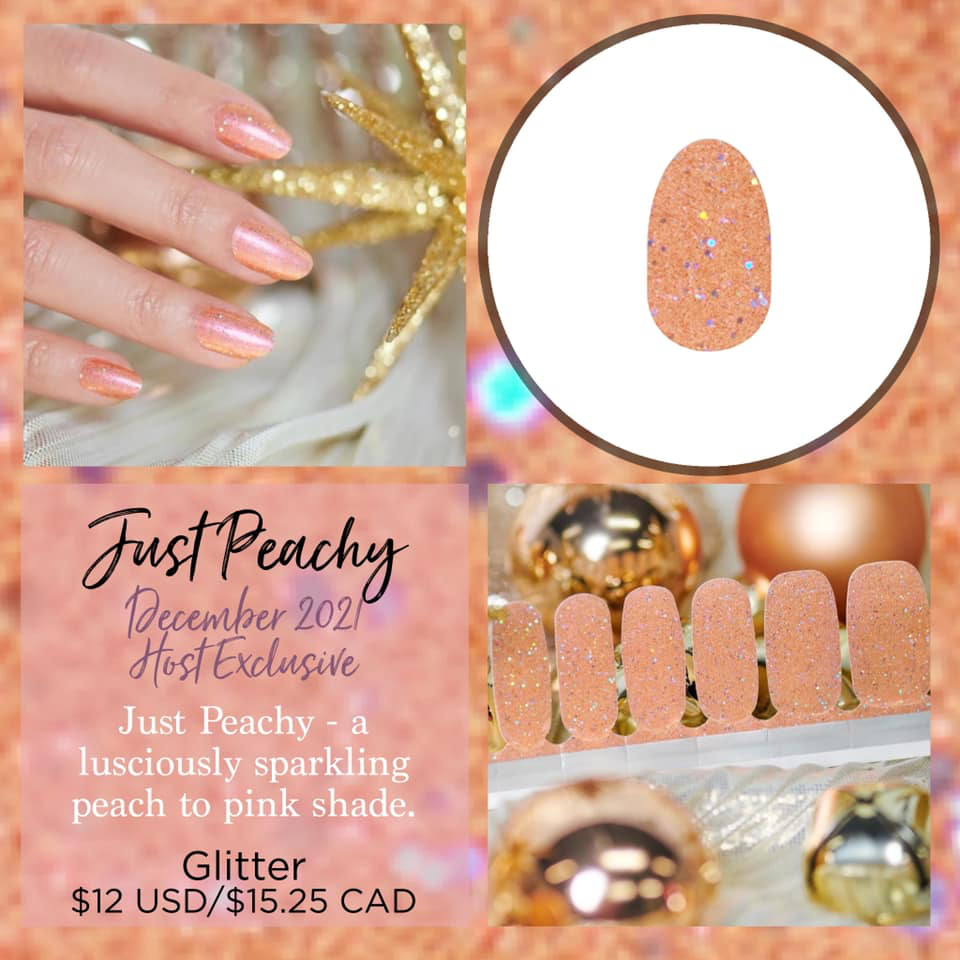 Just Peachy
December 2021
Host Exclusive
Just Peachy - a
lusciously sparkling
peach to pink shade.
Glitter
$12 USD/$15.25 CAD